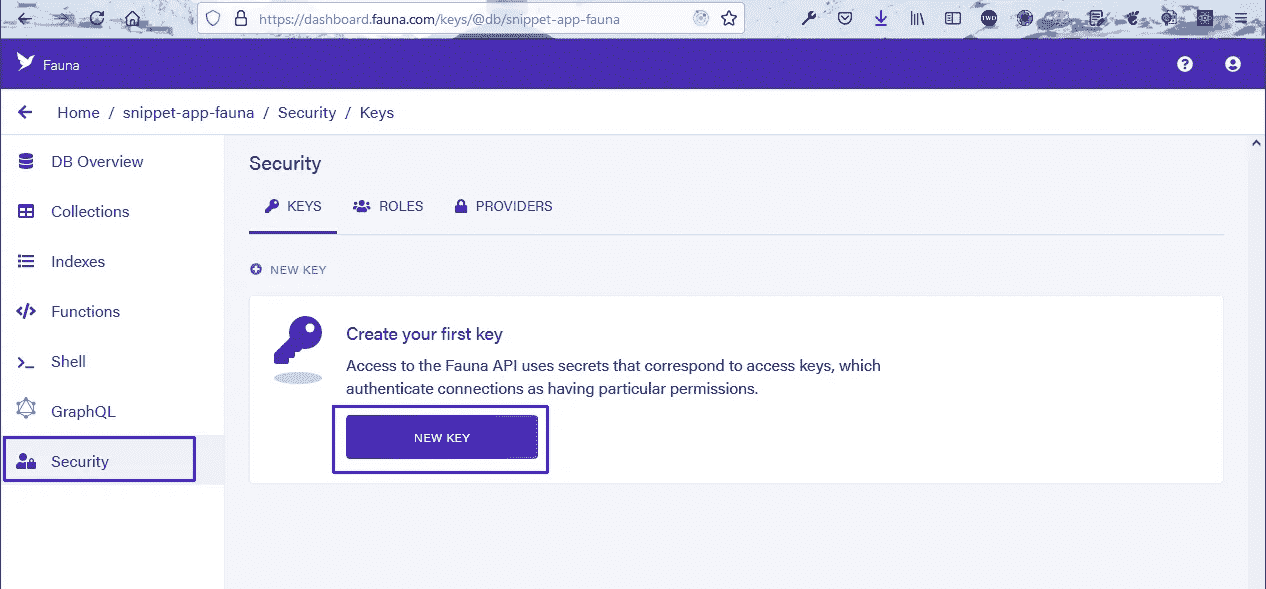 https://dashboard.fauna.com/keys/@db/snippet-app-fauna
TWD
Fauna
Home / snippet-app-fauna / Security / Keys
DB Overview
Collections
Indexes
Functions
Shell
GraphQL
Security
Security
KEYS ROLES PROVIDERS
NEW KEY
Create your first key
Access to the Fauna API uses secrets that correspond to access keys, which
authenticate connections as having particular permissions.
NEW KEY